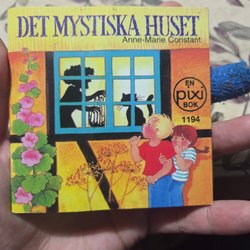 DET MYSTISKA HUSET
Anne-Marie Constant
EN
pixi
BOK
1194